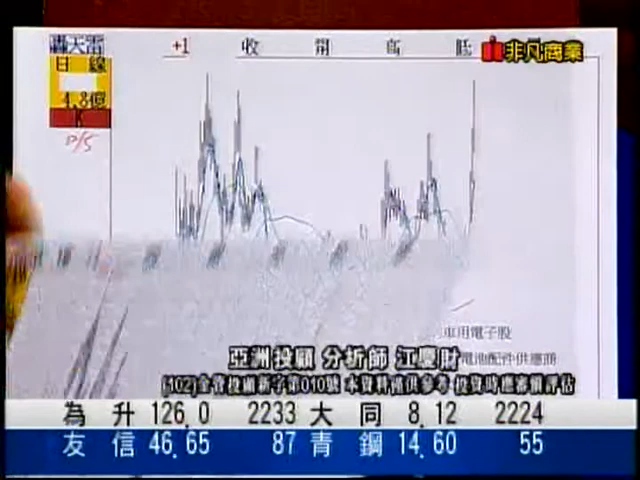 轟天雷 +1 收 開 高 低
非凡商業
日 線
4.8億
K
P/5
車用電子股
電池配件供應商
亞洲投顧 分析師 江慶財
(102)金管投顧新字第010號 本資料僅供參考 投資時應審慎評估
為 升 126.0 2233 大 同 8.12 2224
友 信 46.65 87 青 鋼 14.60 55